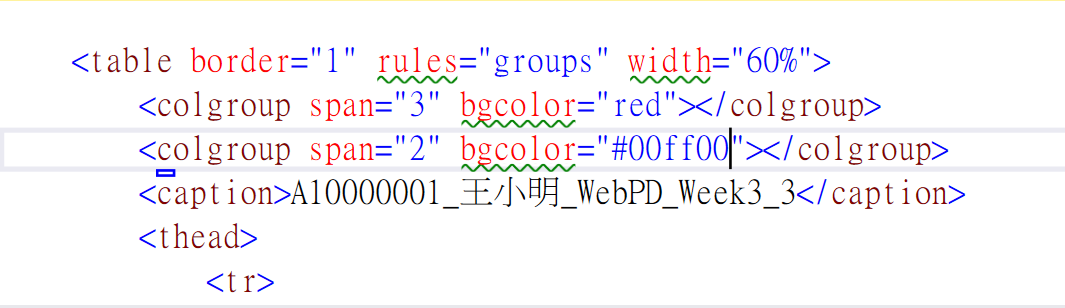 <table border="1" rules="groups" width="60%">
<colgroup span="3" bgcolor="red"></colgroup>
<colgroup span="2" bgcolor="#00ff00"></colgroup>
<caption>A10000001_王小明_WebPD_Week3_3</caption>
<thead>
<tr>